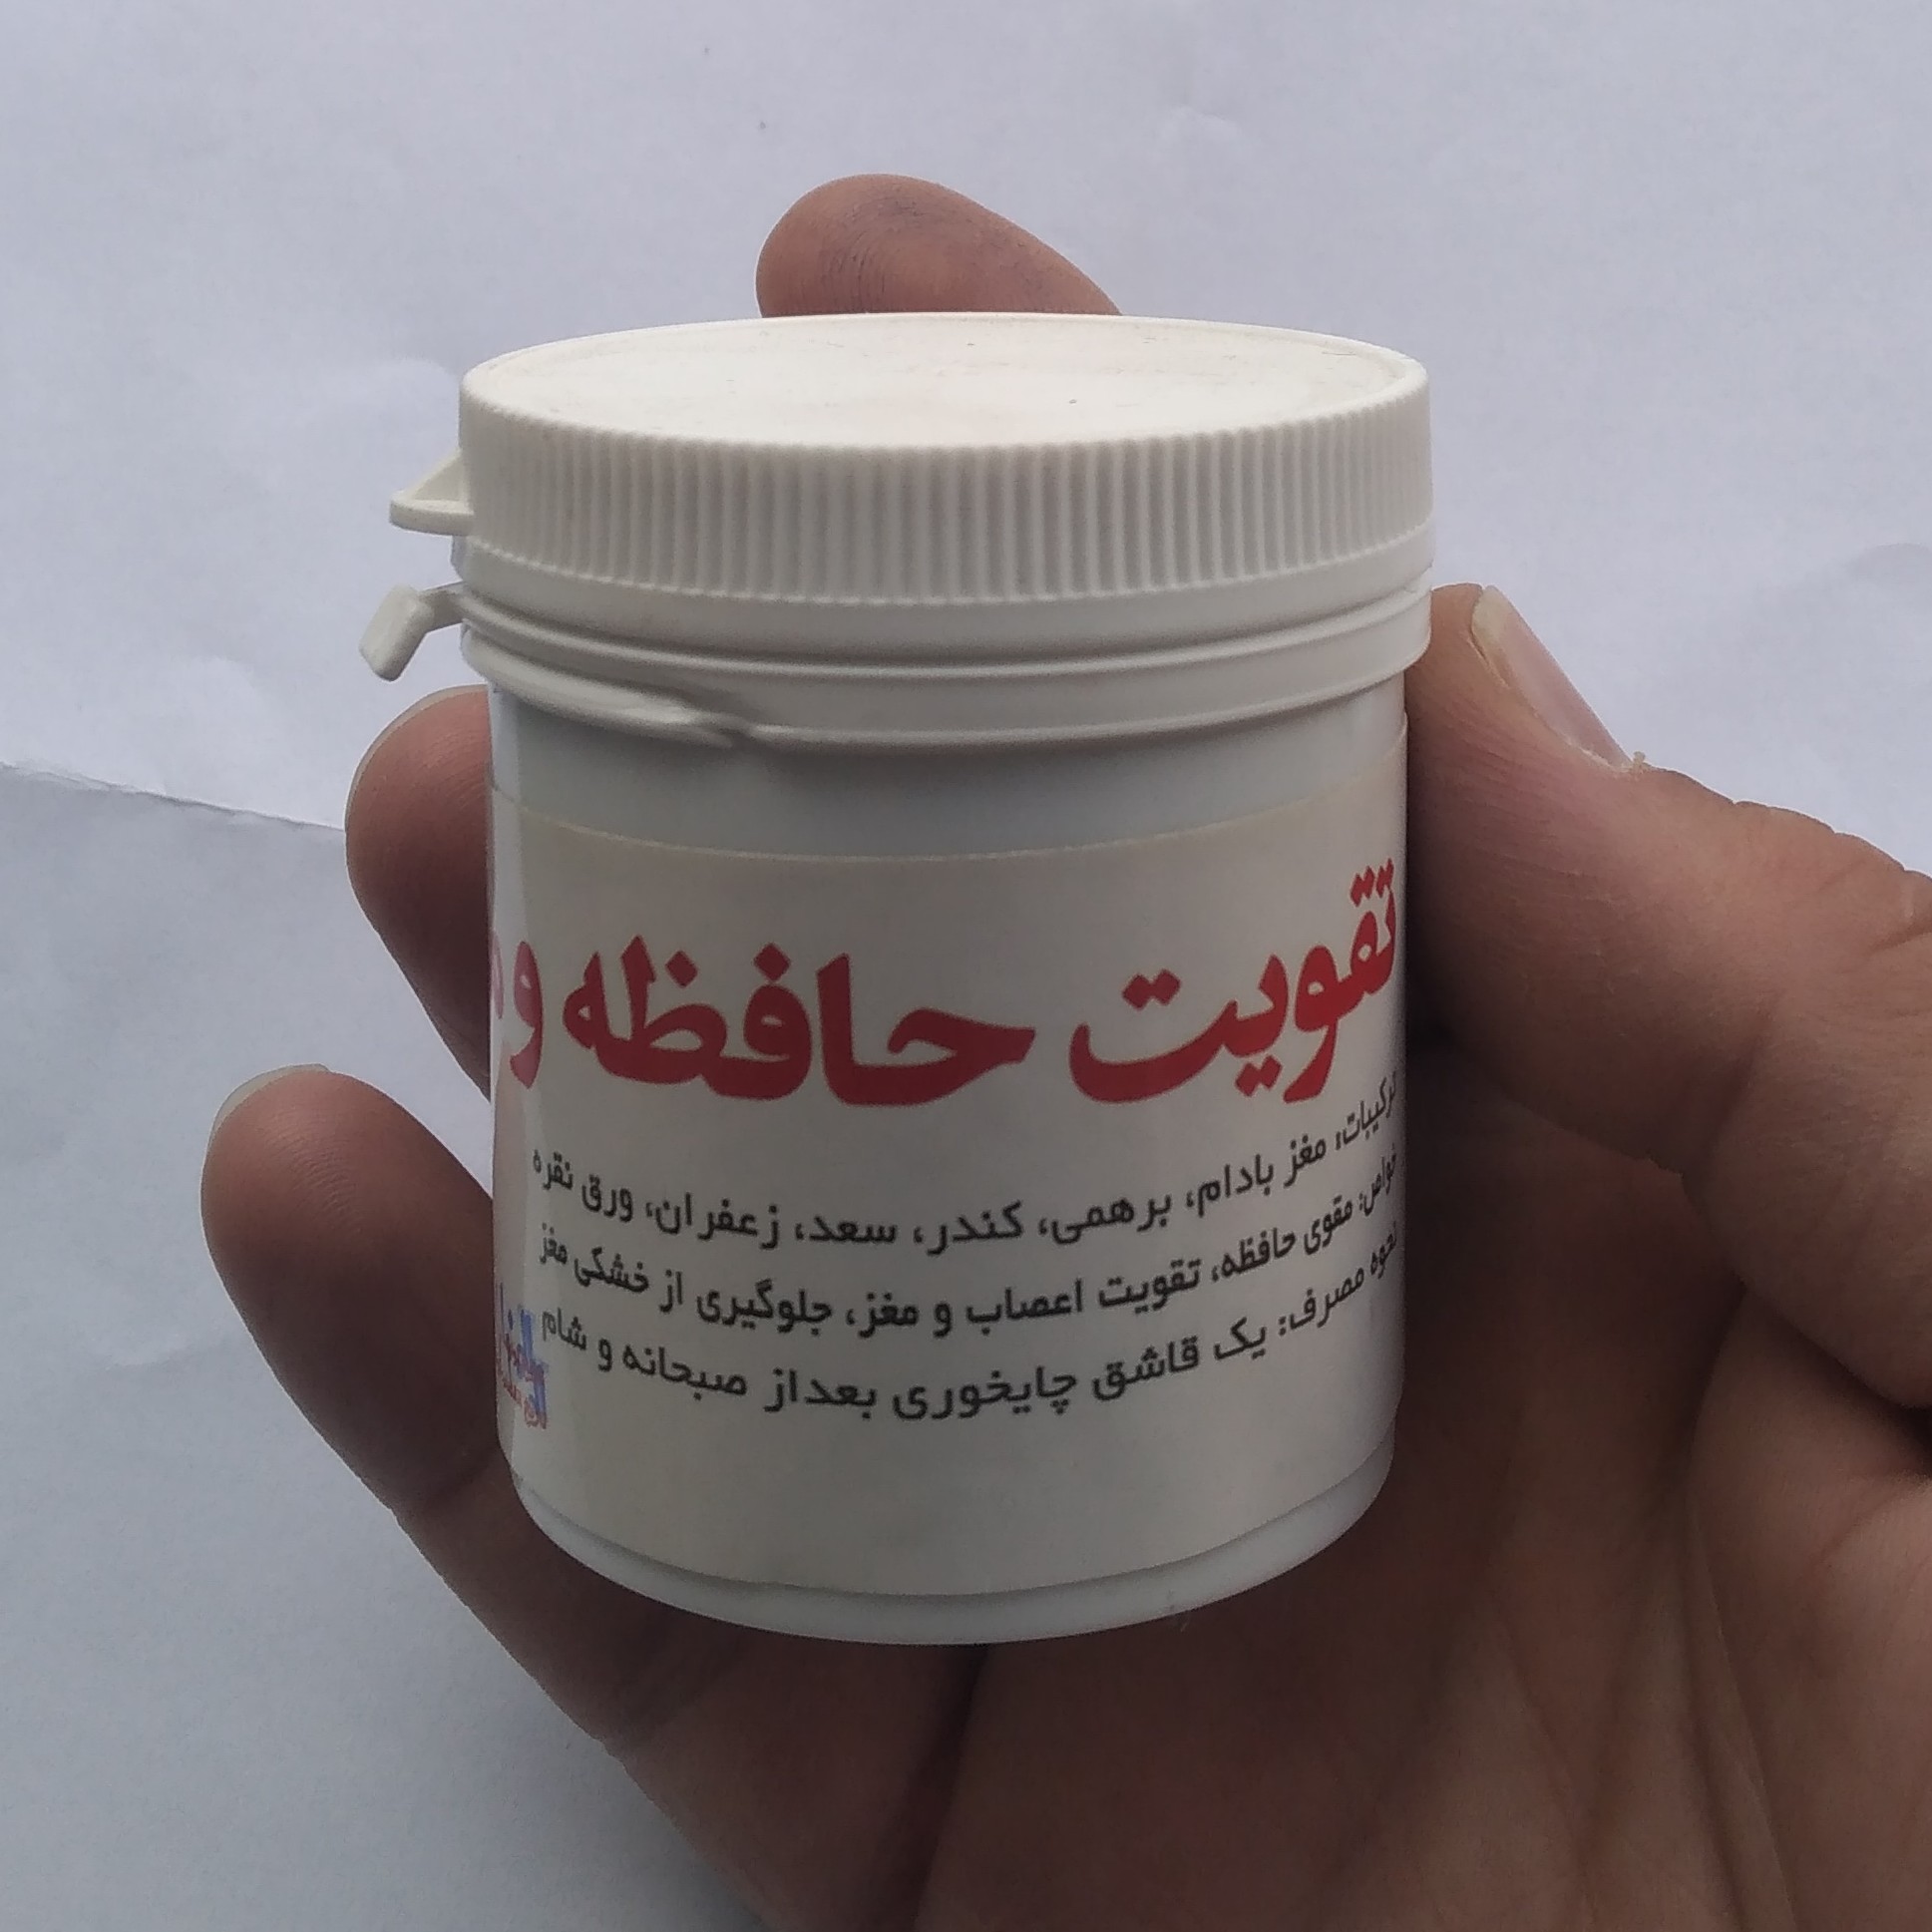 تقویت حافظه و
ترکیبات: مغز بادام، برهمی، کندر، سعد، زعفران، ورق نقره
خواص: مقوی حافظه، تقویت اعصاب و مغز، جلوگیری از خشکی مغز
نحوه مصرف: یک قاشق چایخوری بعداز صبحانه و شام